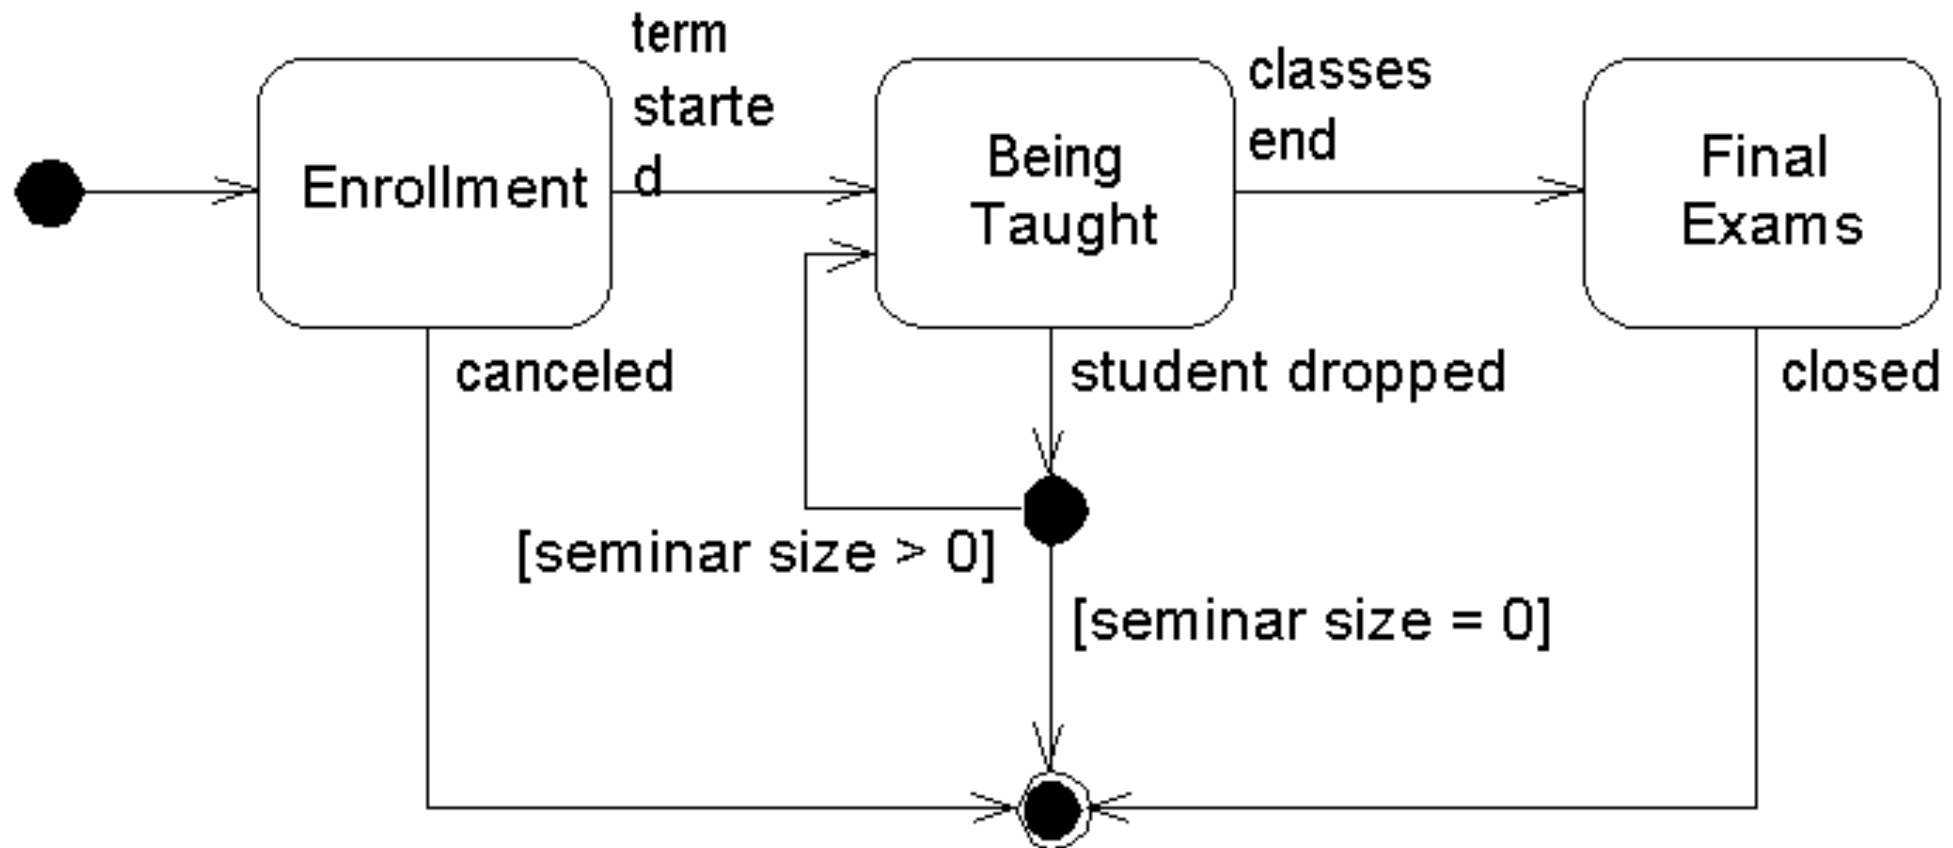 term
starte
d
Enrollment
Being
Taught
classes
end
Final
Exams
canceled
student dropped
closed
[seminar size > 0]
[seminar size = 0]